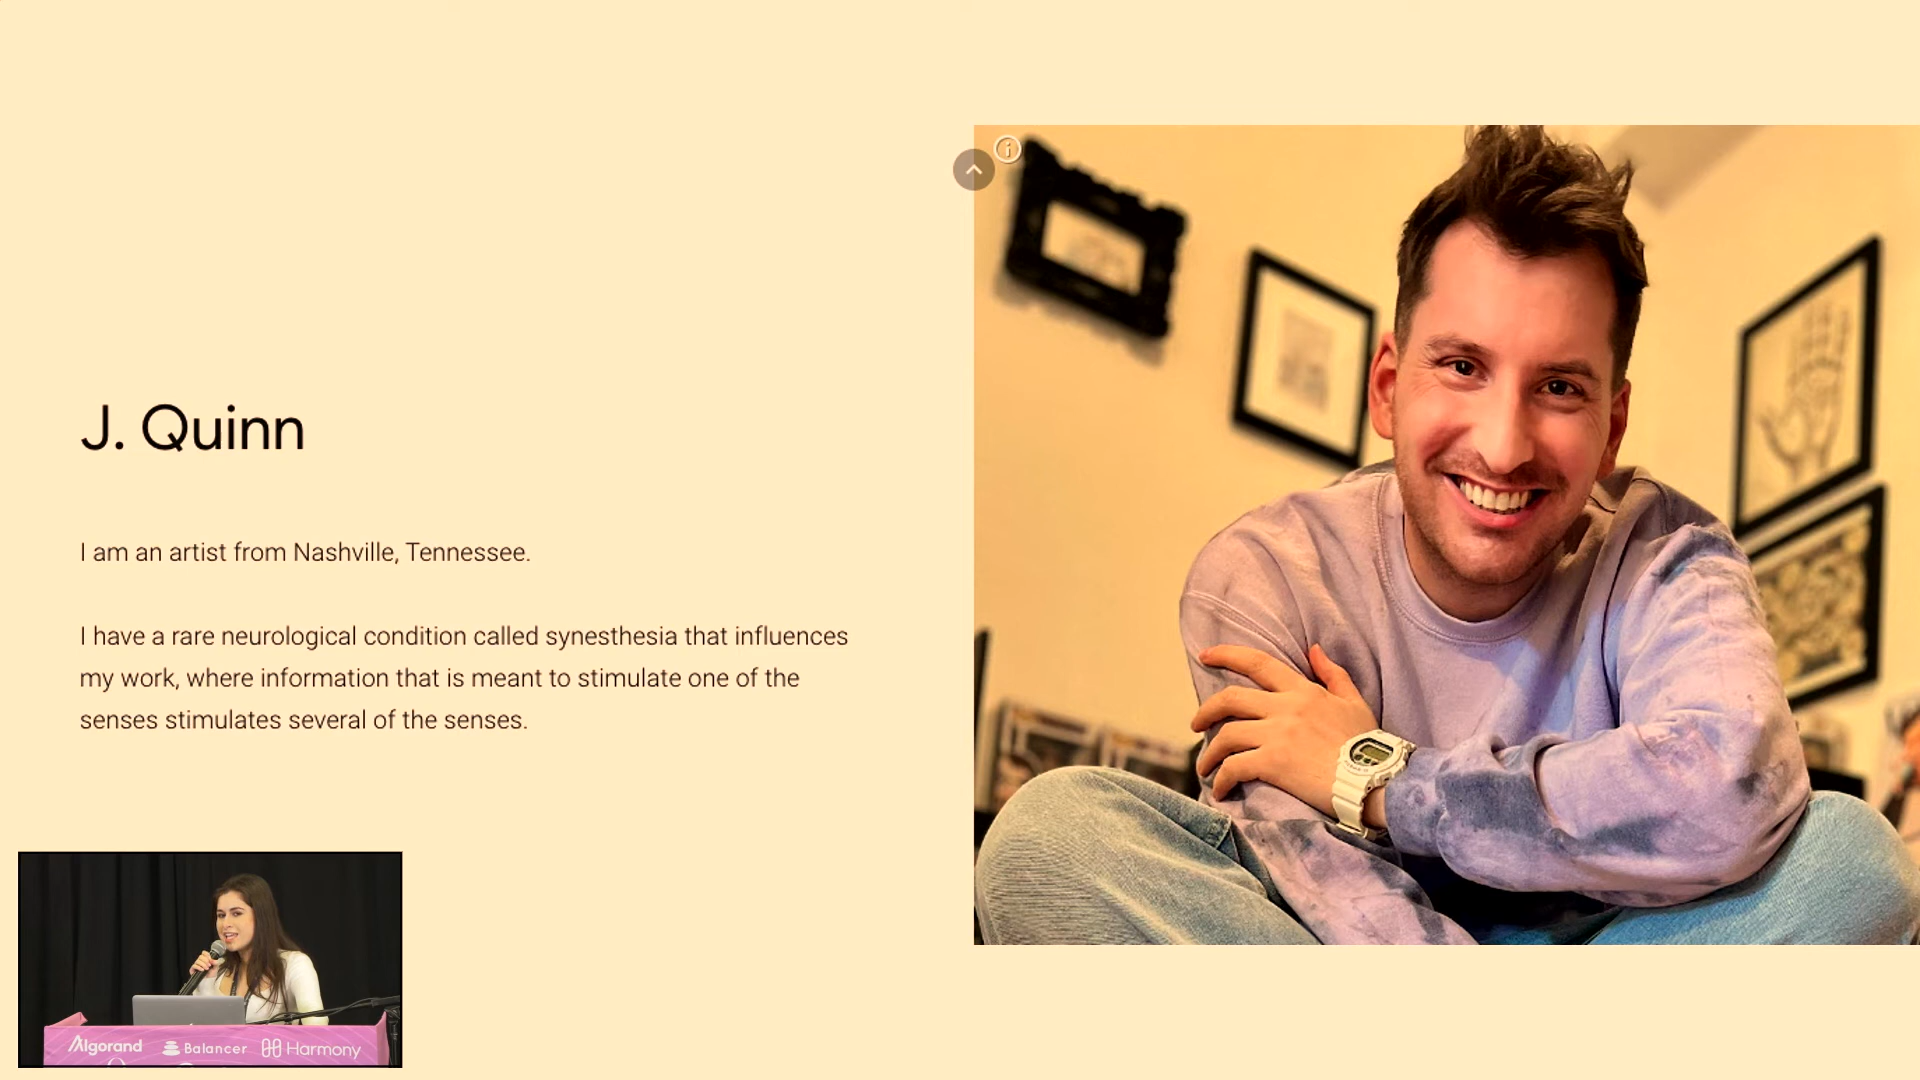 J. Quinn
I am an artist from Nashville, Tennessee.
I have a rare neurological condition called synesthesia that influences
my work, where information that is meant to stimulate one of the
senses stimulates several of the senses.
Algorand Balancer Harmony